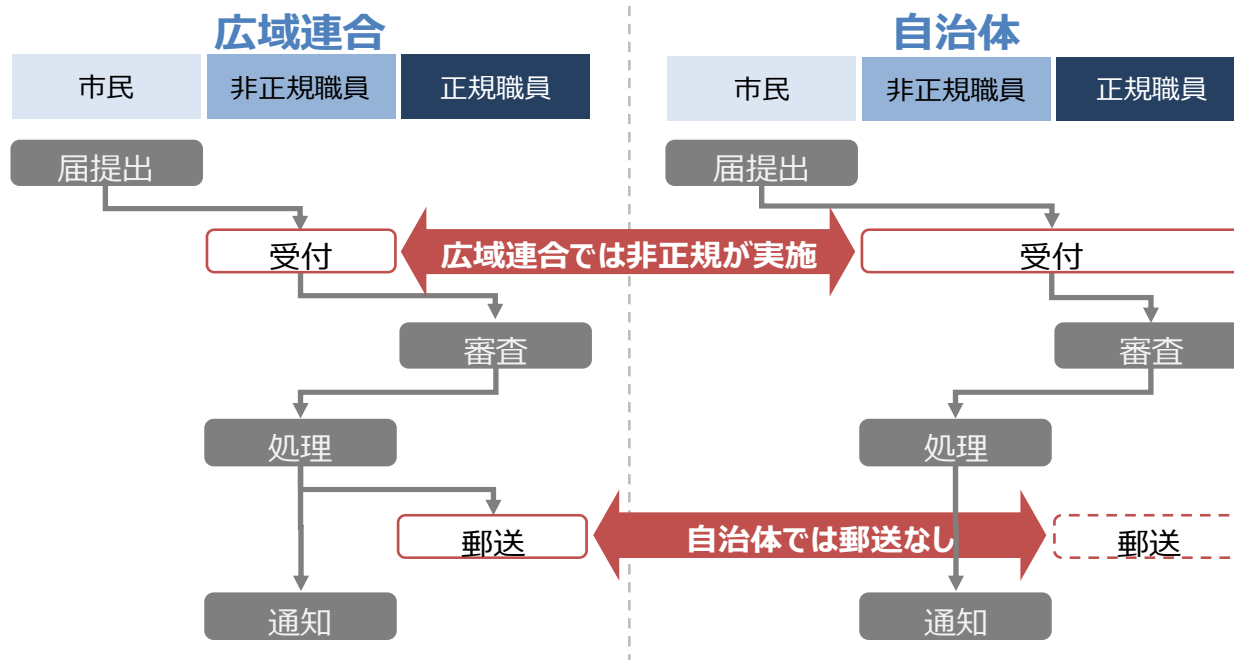 広域連合
自治体
市民
非正規職員
正規職員
市民
非正規職員
正規職員
届提出
届提出
受付
広域連合では非正規が実施
受付
審査
審査
処理
処理
郵送
自治体では郵送なし
郵送
通知
通知